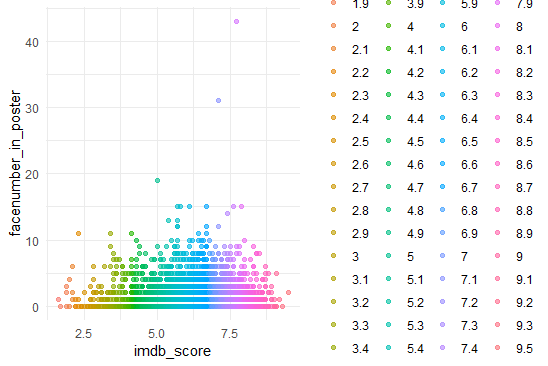 40
30
20
10
0
facenumber_in_poster
2.5 5.0 7.5
imdb_score
1.9 3.9 5.9 7.9
2 4 6 8
2.1 4.1 6.1 8.1
2.2 4.2 6.2 8.2
2.3 4.3 6.3 8.3
2.4 4.4 6.4 8.4
2.5 4.5 6.5 8.5
2.6 4.6 6.6 8.6
2.7 4.7 6.7 8.7
2.8 4.8 6.8 8.8
2.9 4.9 6.9 8.9
3 5 7 9
3.1 5.1 7.1 9.1
3.2 5.2 7.2 9.2
3.3 5.3 7.3 9.3
3.4 5.4 7.4 9.5